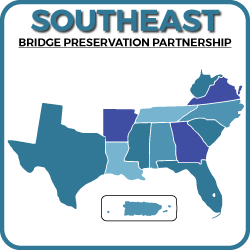 SOUTHEAST
BRIDGE PRESERVATION PARTNERSHIP